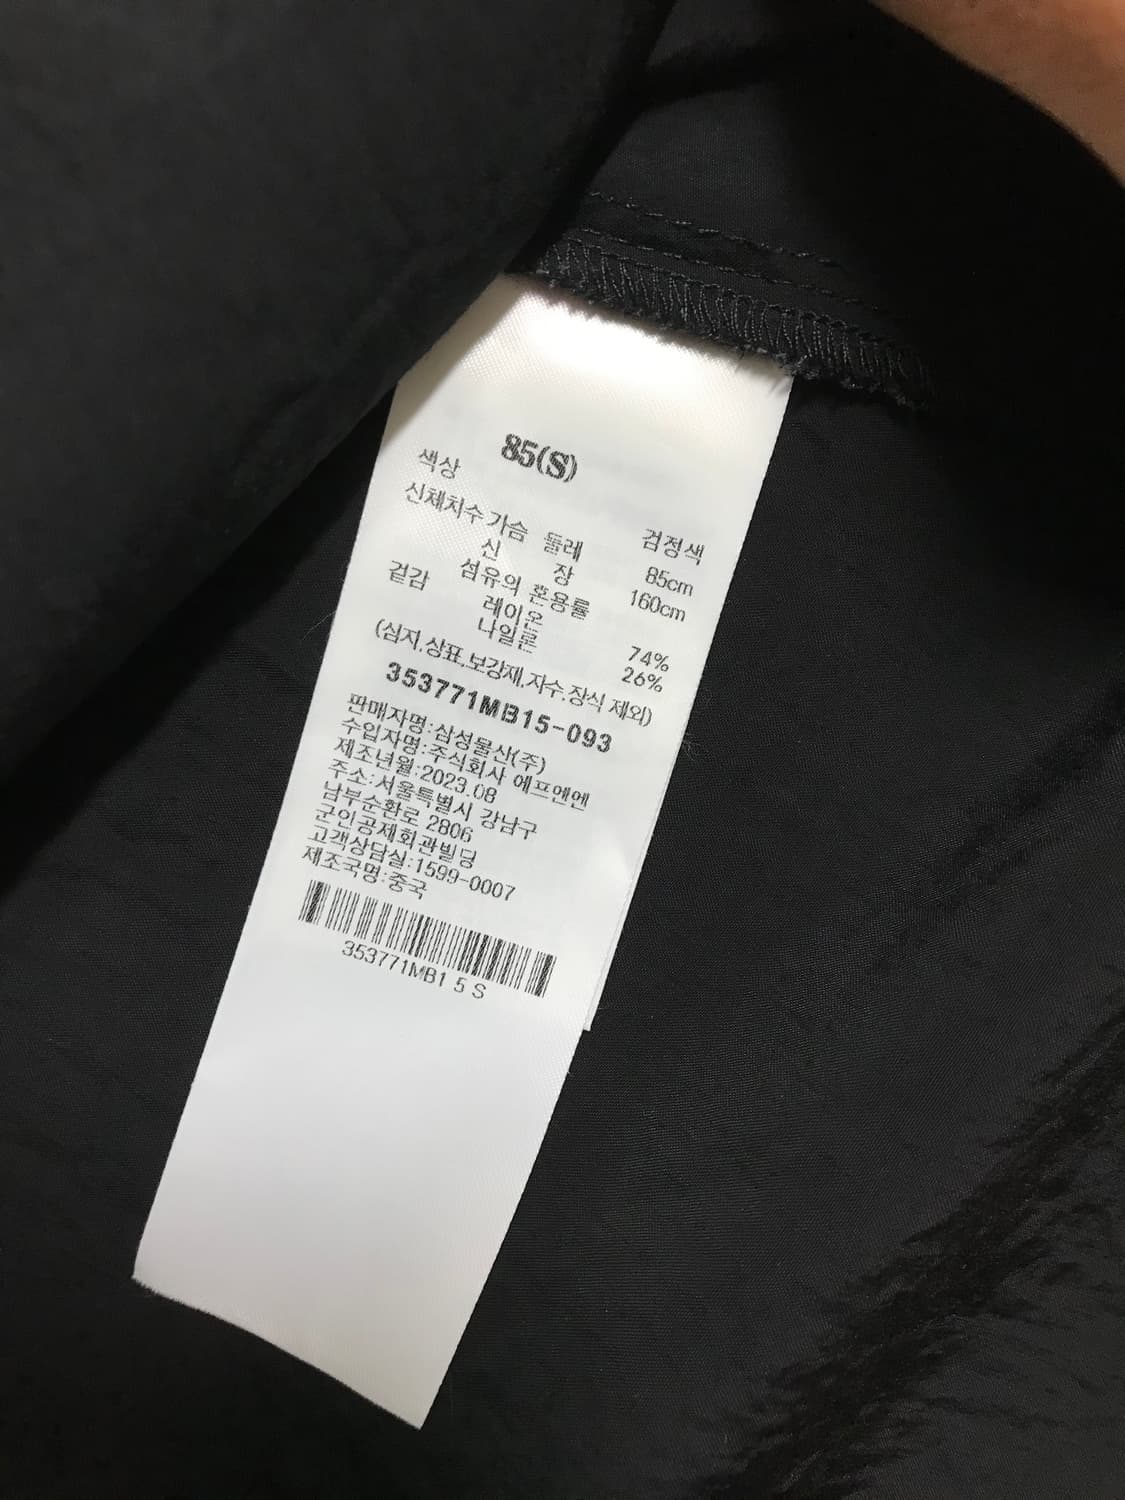 85(S)
색상 검정색
신체치수 가슴 둘레 85cm
신 장 160cm
섬유의 혼용률
겉감 레이온 74%
나일론 26%
(심지,상표,보강재,자수,장식 제외)
353771MB15-093
판매자명:삼성물산(주)
수입자명:주식회사 에프엔엔
제조년월:2023.08
주소:서울특별시 강남구
남부순환로 2806
군인공제회관빌딩
고객상담실:1599-0007
제조국명:중국
353771MB1 5 S